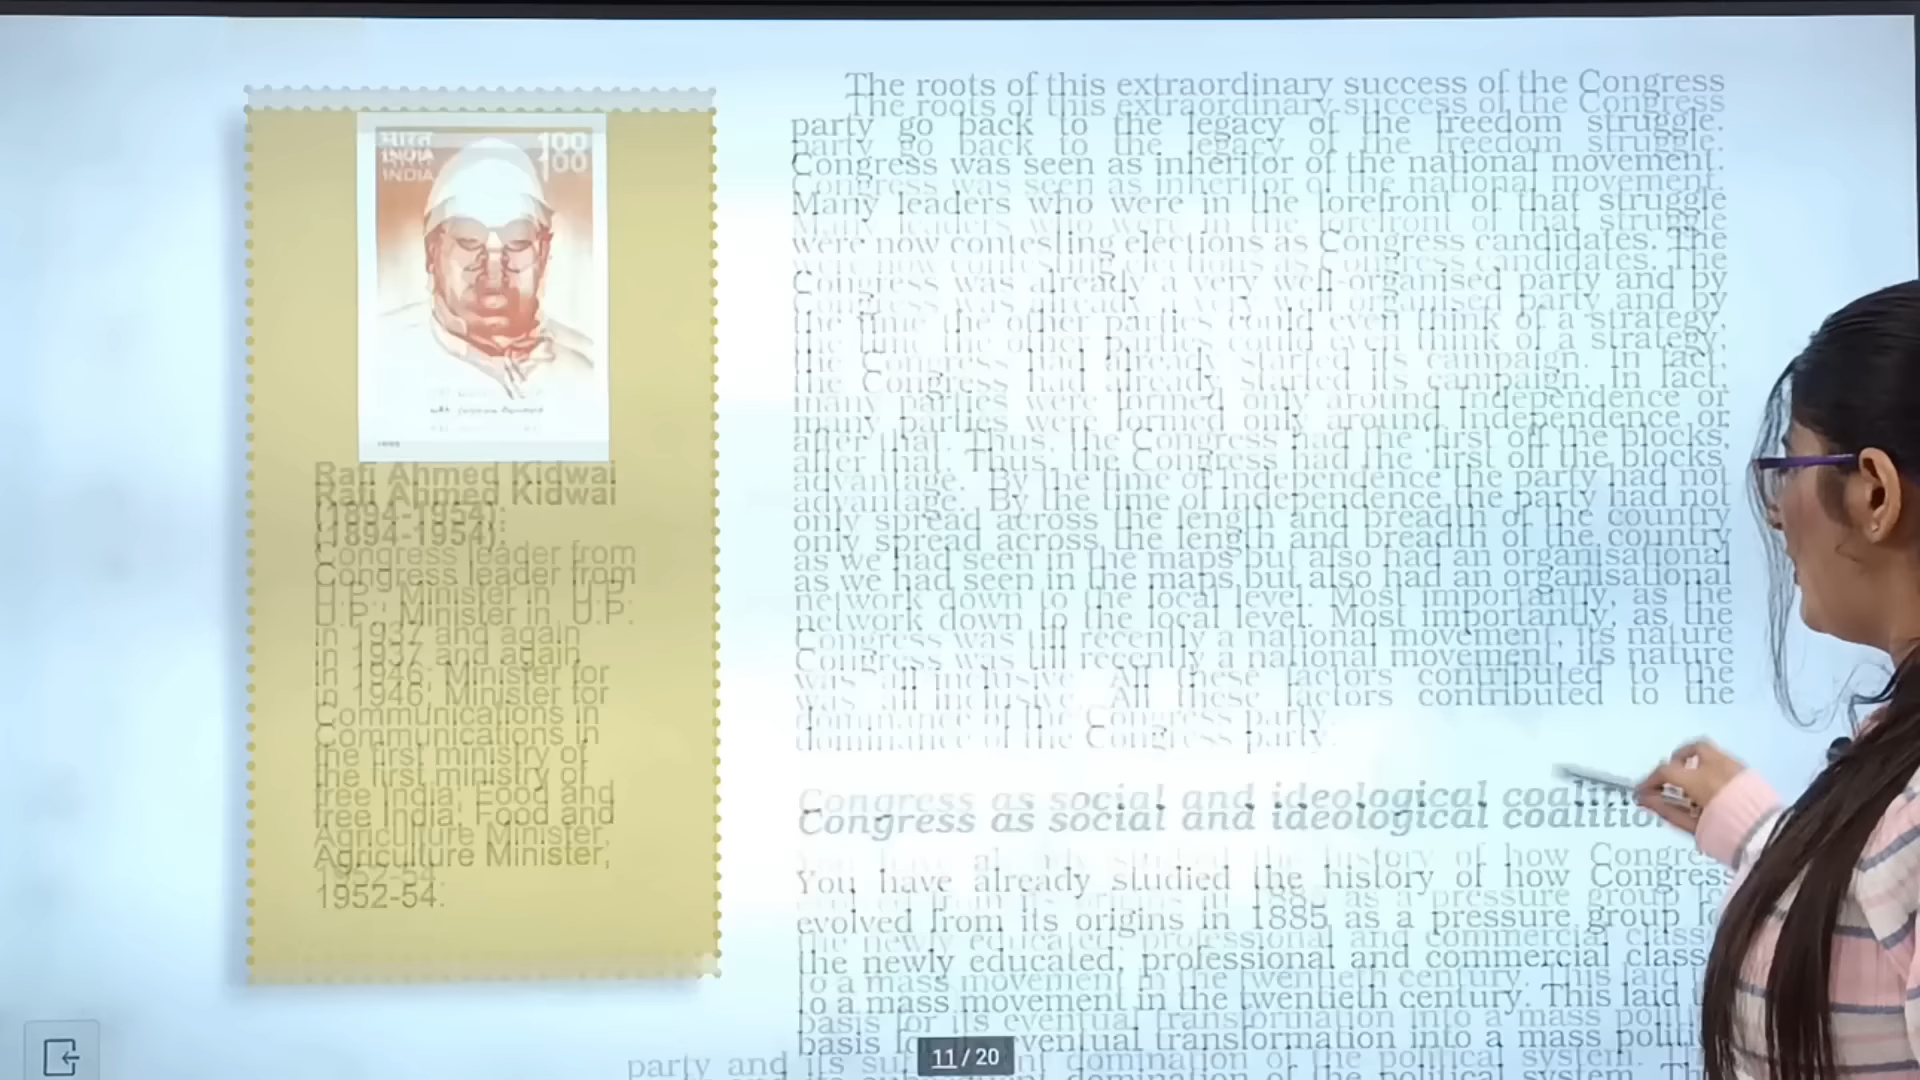 भारत
INDIA
1.00
Rafi Ahmed Kidwai
(1894-1954):
Congress leader from
U.P.; Minister in U.P.
in 1937 and again
in 1946; Minister for
Communications in
the first ministry of
free India; Food and
Agriculture Minister,
1952-54.
The roots of this extraordinary success of the Congress
party go back to the legacy of the freedom struggle.
Congress was seen as inheritor of the national movement.
Many leaders who were in the forefront of that struggle
were now contesting elections as Congress candidates. The
Congress was already a very well-organised party and by
the time the other parties could even think of a strategy,
the Congress had already started its campaign. In fact,
many parties were formed only around Independence or
after that. Thus, the Congress had the 'first off the blocks'
advantage. By the time of Independence the party had not
only spread across the length and breadth of the country
as we had seen in the maps but also had an organisational
network down to the local level. Most importantly, as the
Congress was till recently a national movement, its nature
was all-inclusive. All these factors contributed to the
dominance of the Congress party.
Congress as social and ideological
You have already studied the history of how Congress
evolved from its origins in 1885 as a pressure group
the newly educated, professional and commercial class
to a mass movement in the twentieth century. This laid
basis for its eventual transformation into a mass
party and its domination of the political system.
11 / 20